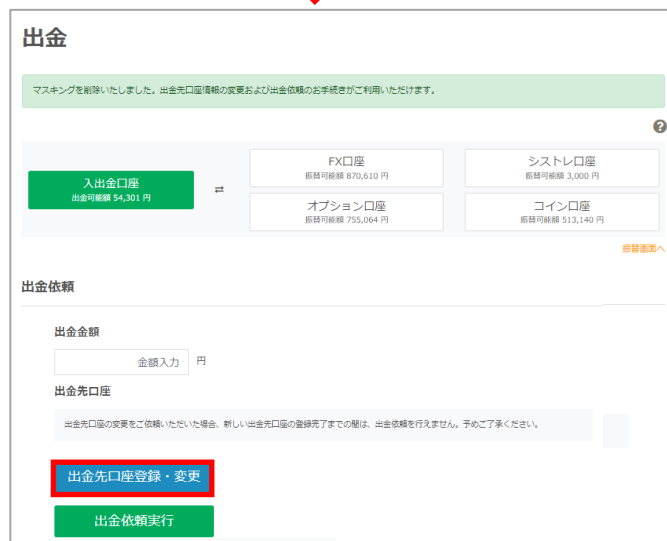 出金
マスキングを削除いたしました。出金先口座情報の変更および出金依頼のお手続きがご利用いただけます。
?
入出金口座
出金可能額 54,301 円
⇄
FX口座
振替可能額 870,610 円
シストレ口座
振替可能額 3,000 円
オプション口座
振替可能額 755,064 円
コイン口座
振替可能額 513,140 円
振替画面へ
出金依頼
出金金額
金額入力 円
出金先口座
出金先口座の変更をご依頼いただいた場合、新しい出金先口座の登録完了までの間は、出金依頼を行えません。予めご了承ください。
出金先口座登録・変更
出金依頼実行